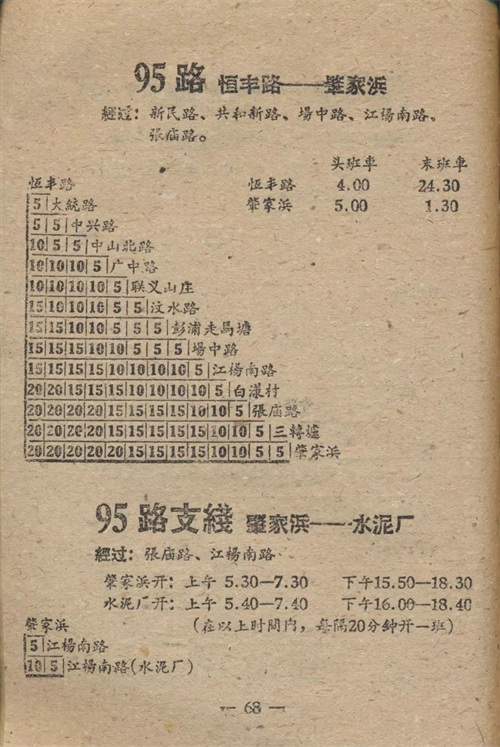 95路 恒丰路——肇家浜
經过：新民路、共和新路、場中路、江楊南路、
張庙路。
头班車 末班車
恒丰路 4.00 24.30
肇家浜 5.00 1.30
恒丰路
5 大統路
5 5 中兴路
10 5 5 中山北路
10 10 10 5 广中路
10 10 10 10 5 联义山庄
15 10 10 10 5 5 汶水路
15 15 10 10 5 5 5 彭浦走馬塘
15 15 15 10 10 5 5 5 場中路
15 15 15 15 10 10 10 10 5 江楊南路
20 20 15 15 15 10 10 10 10 5 白漾村
20 20 20 20 15 15 15 15 10 10 5 張庙路
20 20 20 20 15 15 15 15 15 10 10 5 三轉爐
20 20 20 20 20 15 15 15 15 10 10 5 5 肇家浜
95路支綫 肇家浜——水泥厂
經过：張庙路、江楊南路
肇家浜开：上午 5.30—7.30 下午15.50—18.30
水泥厂开：上午 5.40—7.40 下午16.00—18.40
(在以上时間内，每隔20分鈡开一班)
肇家浜
5 江楊南路
10 5 江楊南路(水泥厂)
— 68 —